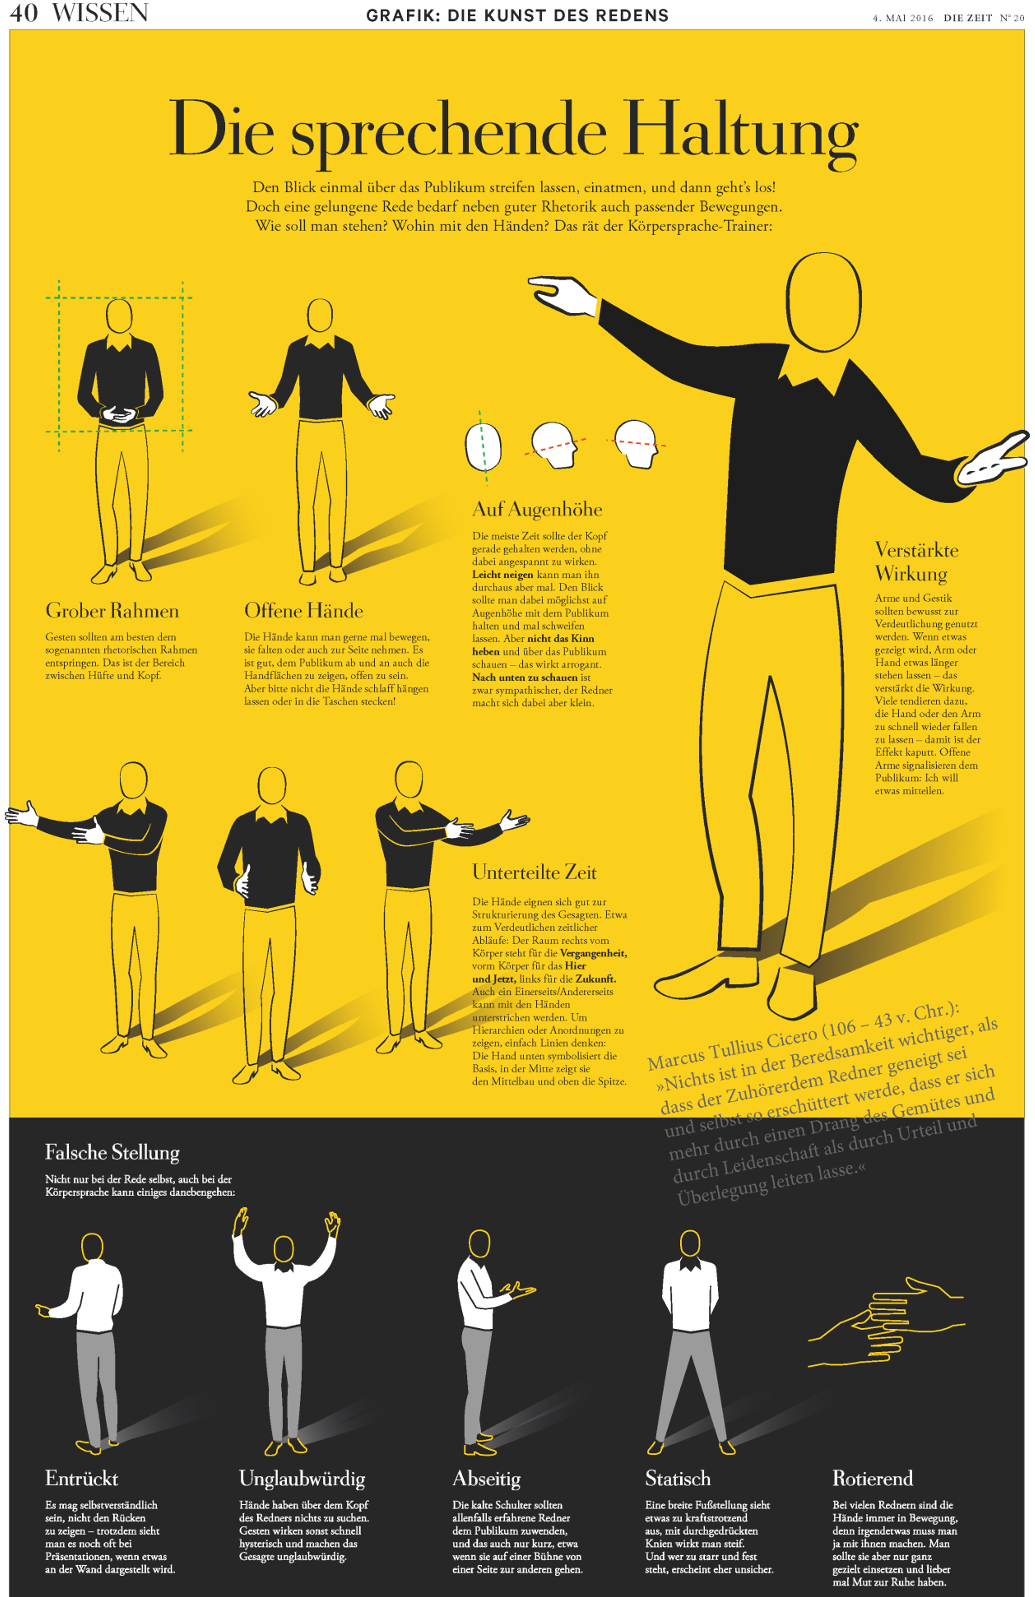 40 WISSEN
GRAFIK: DIE KUNST DES REDENS
4. MAI 2016 DIE ZEIT N° 20
Die sprechende Haltung
Den Blick einmal über das Publikum streifen lassen, einatmen, und dann geht's los!
Doch eine gelungene Rede bedarf neben guter Rhetorik auch passender Bewegungen.
Wie soll man stehen? Wohin mit den Händen? Das rät der Körpersprache-Trainer:
Grober Rahmen
Gesten sollten am besten dem
sogenannten rhetorischen Rahmen
entspringen. Das ist der Bereich
zwischen Hüfte und Kopf.
Offene Hände
Die Hände kann man gerne mal bewegen,
sie falten oder auch zur Seite nehmen. Es
ist gut, dem Publikum ab und an auch die
Handflächen zu zeigen, offen zu sein.
Aber bitte nicht die Hände schlaff hängen
lassen oder in die Taschen stecken!
Auf Augenhöhe
Die meiste Zeit sollte der Kopf
gerade gehalten werden, ohne
dabei angespannt zu wirken.
Leicht neigen kann man ihn
durchaus aber mal. Den Blick
sollte man dabei möglichst auf
Augenhöhe mit dem Publikum
halten und mal schweifen
lassen. Aber nicht das Kinn
heben und über das Publikum
schauen – das wirkt arrogant.
Nach unten zu schauen ist
zwar sympathischer, der Redner
macht sich dabei aber klein.
Verstärkte
Wirkung
Arme und Gestik
sollten bewusst zur
Verdeutlichung genutzt
werden. Wenn etwas
gezeigt wird, Arm oder
Hand etwas länger
stehen lassen – das
verstärkt die Wirkung.
Viele tendieren dazu,
die Hand oder den Arm
zu schnell wieder fallen
zu lassen – damit ist der
Effekt kaputt. Offene
Arme signalisieren dem
Publikum: Ich will
etwas mitteilen.
Unterteilte Zeit
Die Hände eignen sich gut zur
Strukturierung des Gesagten. Etwa
zum Verdeutlichen zeitlicher
Abläufe: Der Raum rechts vom
Körper steht für die Vergangenheit,
vorm Körper für das Hier
und Jetzt, links für die Zukunft.
Auch ein Einerseits/Andererseits
kann mit den Händen
unterstrichen werden. Um
Hierarchien oder Anordnungen zu
zeigen, einfach Linien denken:
Die Hand unten symbolisiert die
Basis, in der Mitte zeigt sie
den Mittelbau und oben die Spitze.
Marcus Tullius Cicero (106 – 43 v. Chr.):
»Nichts ist in der Beredsamkeit wichtiger, als
dass der Zuhörerdem Redner geneigt sei
und selbst so erschüttert werde, dass er sich
mehr durch einen Drang des Gemütes und
durch Leidenschaft als durch Urteil und
Überlegung leiten lasse.«
Falsche Stellung
Nicht nur bei der Rede selbst, auch bei der
Körpersprache kann einiges danebengehen:
Entrückt
Es mag selbstverständlich
sein, nicht den Rücken
zu zeigen – trotzdem sieht
man es noch oft bei
Präsentationen, wenn etwas
an der Wand dargestellt wird.
Unglaubwürdig
Hände haben über dem Kopf
des Redners nichts zu suchen.
Gesten wirken sonst schnell
hysterisch und machen das
Gesagte unglaubwürdig.
Abseitig
Die kalte Schulter sollten
allenfalls erfahrene Redner
dem Publikum zuwenden,
und das auch nur kurz, etwa
wenn sie auf einer Bühne von
einer Seite zur anderen gehen.
Statisch
Eine breite Fußstellung sieht
etwas zu kraftstrotzend
aus, mit durchgedrückten
Knien wirkt man steif.
Und wer zu starr und fest
steht, erscheint eher unsicher.
Rotierend
Bei vielen Rednern sind die
Hände immer in Bewegung,
denn irgendetwas muss man
ja mit ihnen machen. Man
sollte sie aber nur ganz
gezielt einsetzen und lieber
mal Mut zur Ruhe haben.